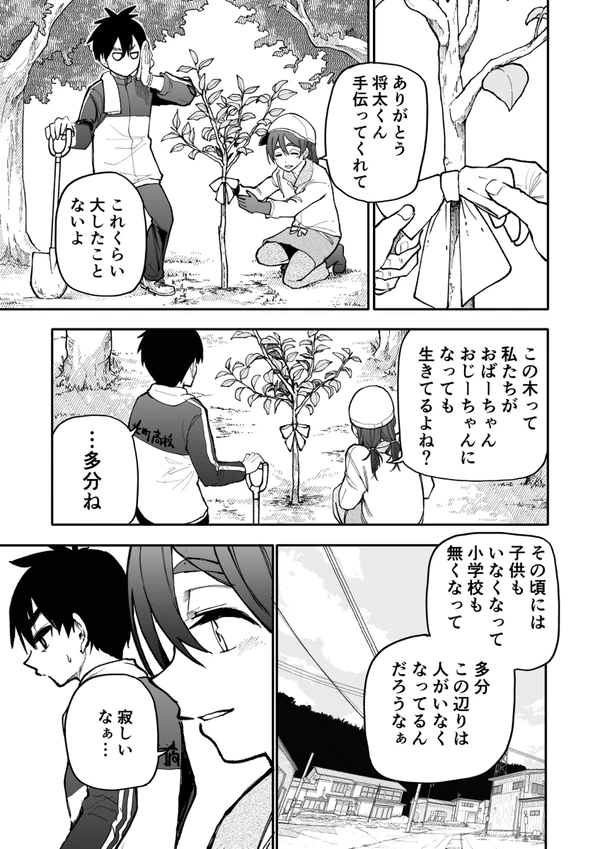 ありがとう
将太くん
手伝ってくれて
これくらい
大したこと
ないよ
この木って
私たちが
おばーちゃん
おじーちゃんに
なっても
生きてるよね?
…多分ね
町高校
その頃には
子供も
いなくなって
小学校も
無くなって
多分
この辺りは
人がいなく
なってるん
だろうなぁ
寂しい
なぁ…